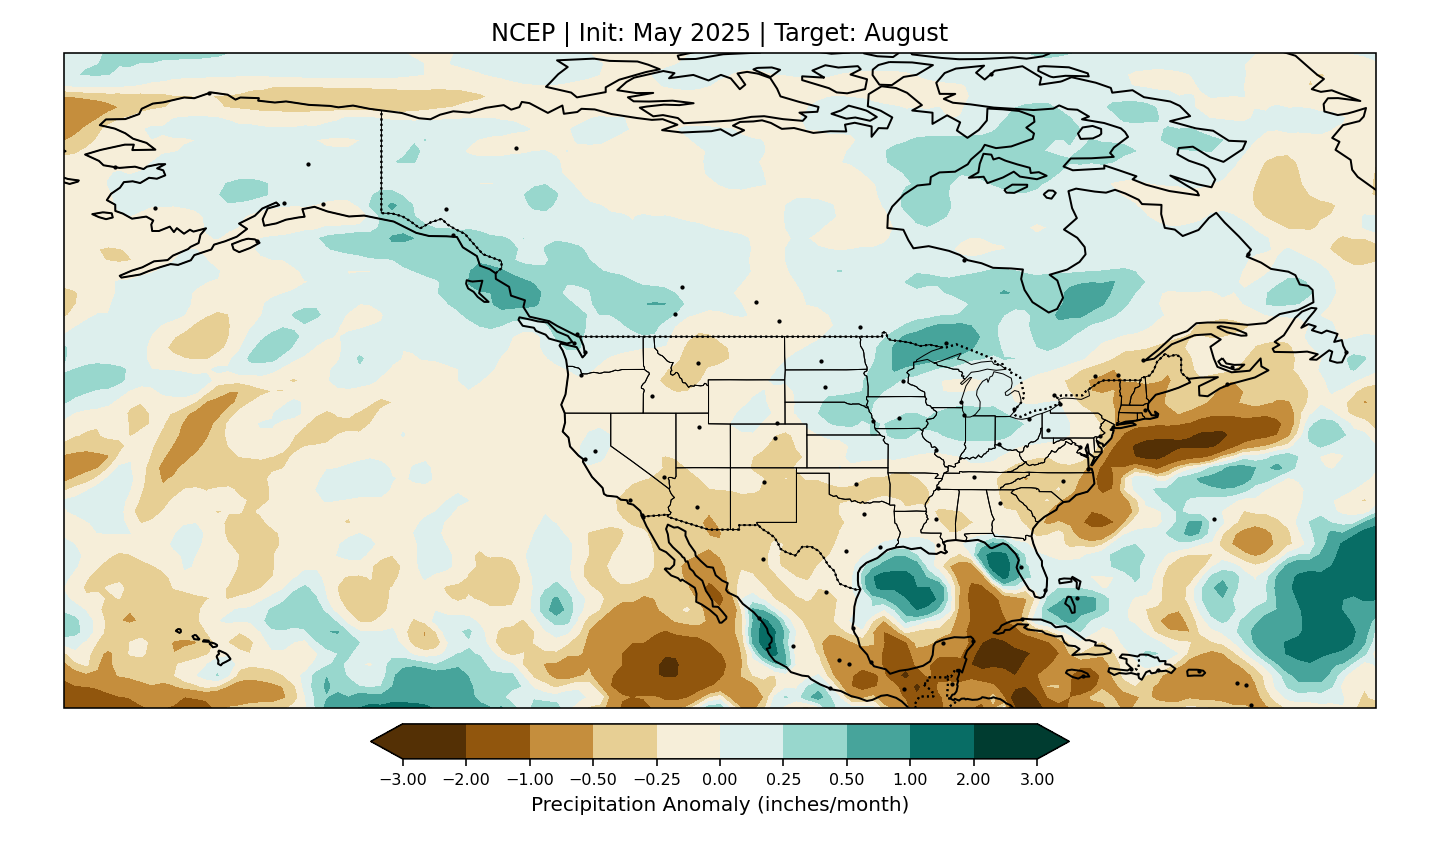 NCEP | Init: May 2025 | Target: August
−3.00 −2.00 −1.00 −0.50 −0.25 0.00 0.25 0.50 1.00 2.00 3.00
Precipitation Anomaly (inches/month)